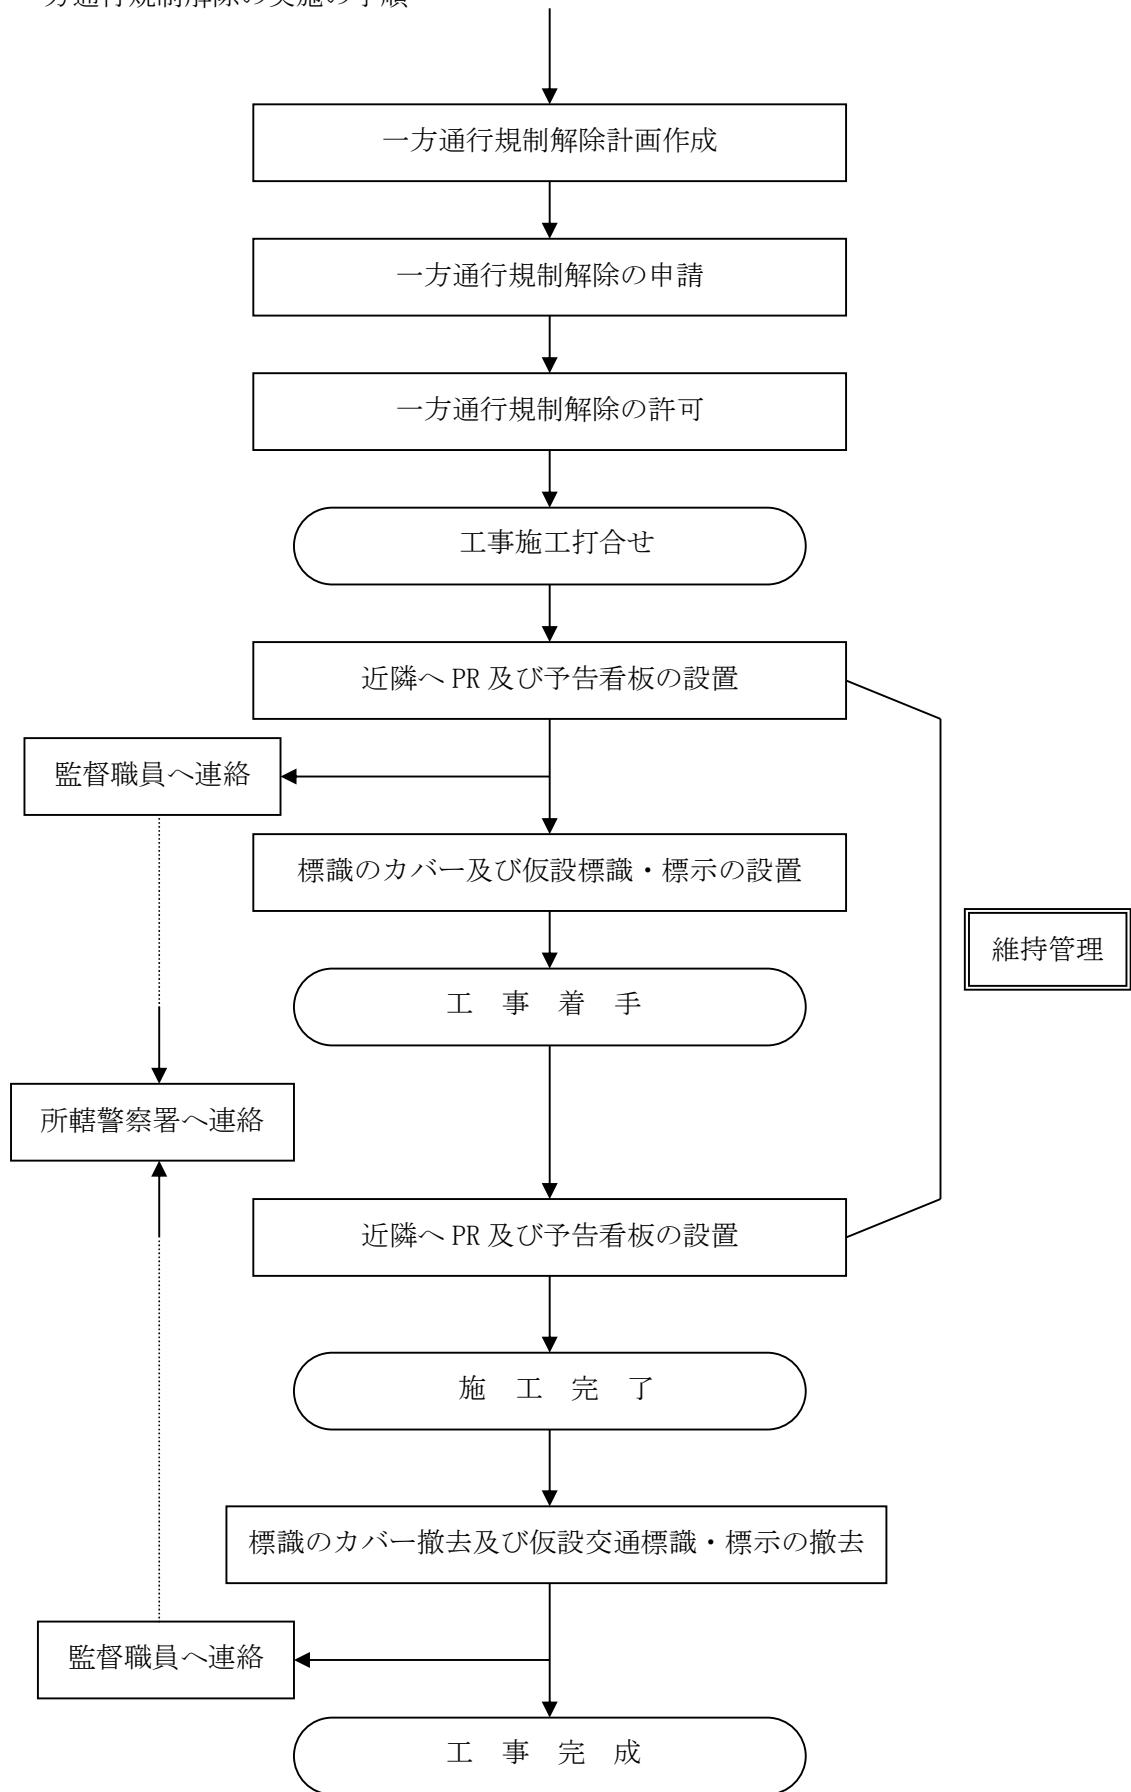 方通行規制解除の実施の手順
一方通行規制解除計画作成
一方通行規制解除の申請
一方通行規制解除の許可
工事施工打合せ
近隣へ PR 及び予告看板の設置
監督職員へ連絡
標識のカバー及び仮設標識・標示の設置
維持管理
工　事　着　手
所轄警察署へ連絡
近隣へ PR 及び予告看板の設置
施　工　完　了
標識のカバー撤去及び仮設交通標識・標示の撤去
監督職員へ連絡
工　事　完　成